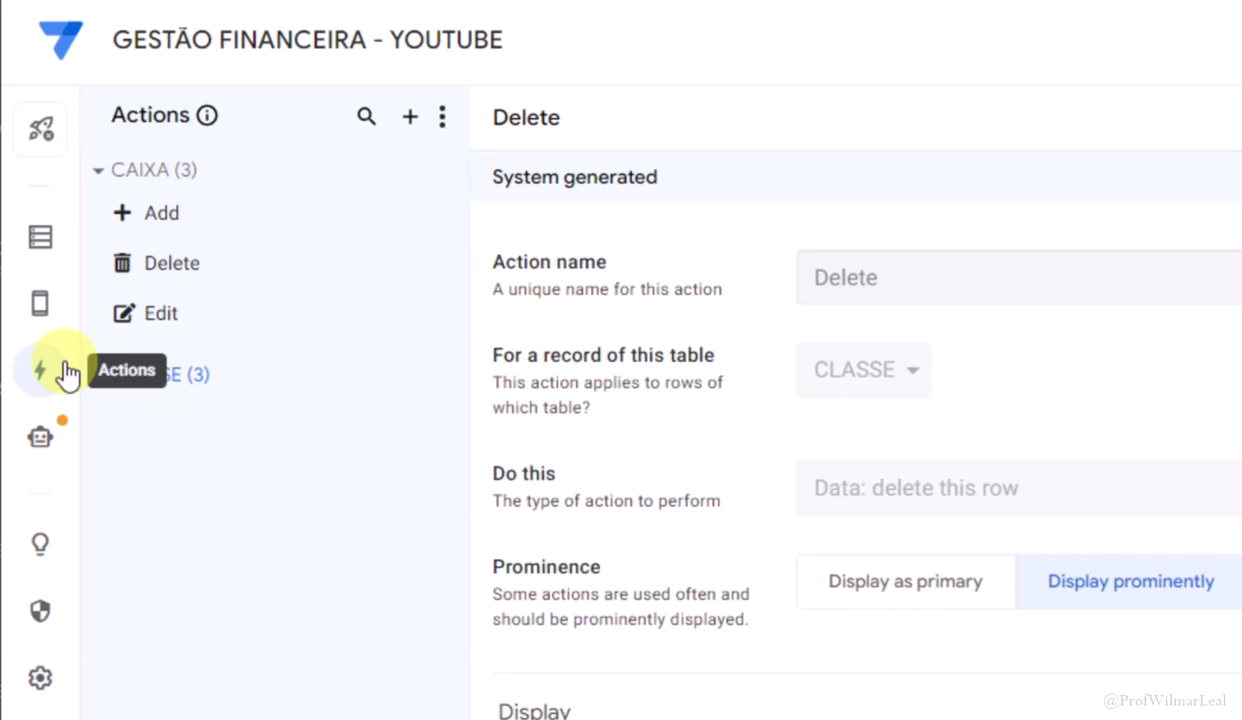 GESTÃO FINANCEIRA - YOUTUBE
Actions
CAIXA (3)
Add
Delete
Edit
Actions
SE (3)
Delete
System generated
Action name
A unique name for this action
Delete
For a record of this table
This action applies to rows of
which table?
CLASSE
Do this
The type of action to perform
Data: delete this row
Prominence
Some actions are used often and
should be prominently displayed.
Display as primary
Display prominently
Display
@ProfWilmarLeal